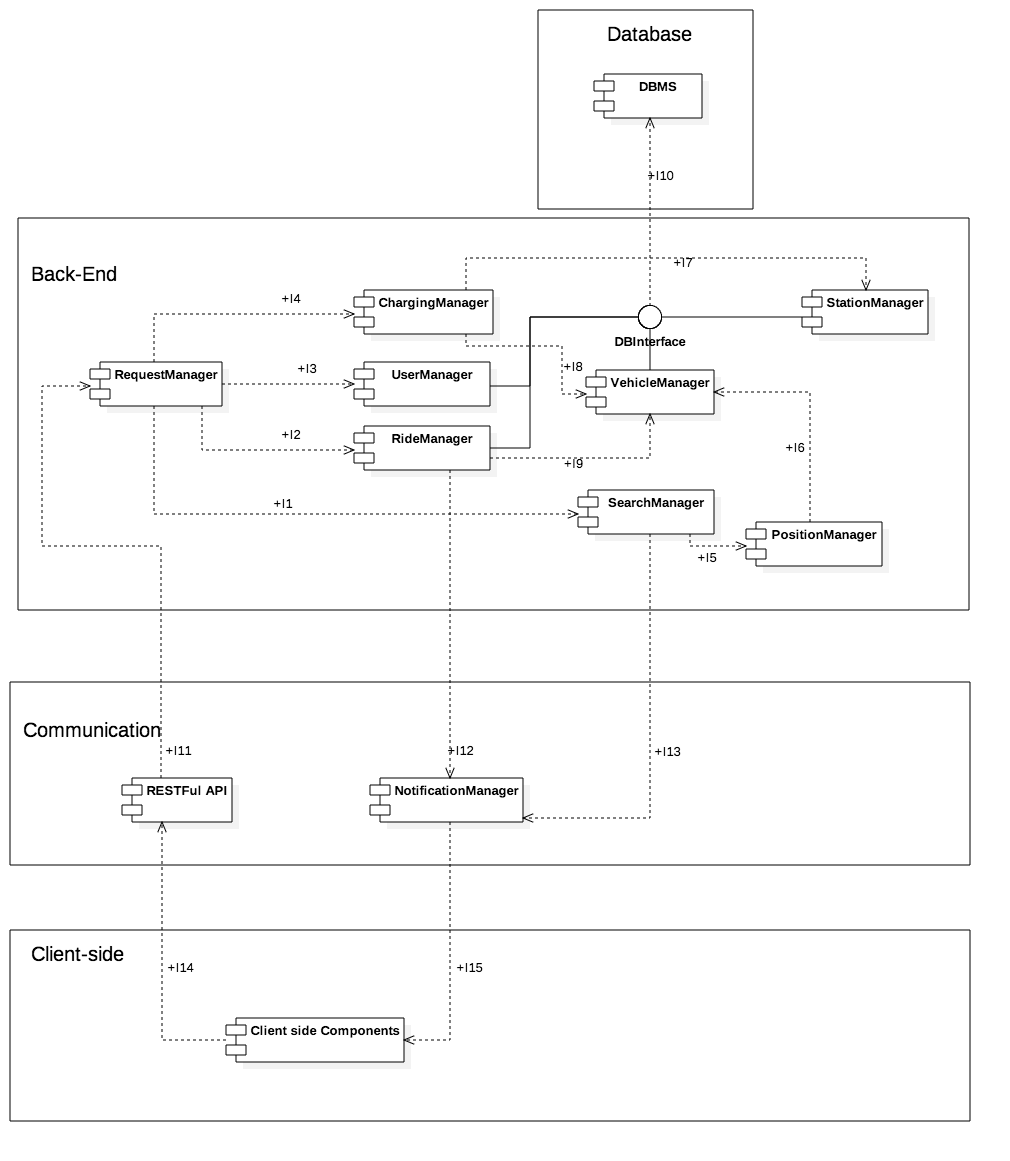 Database
DBMS
+I10
Back-End
+I7
+I4
ChargingManager
StationManager
DBInterface
RequestManager
+I3
UserManager
+I8
VehicleManager
+I2
RideManager
+I9
+I6
+I1
SearchManager
PositionManager
+I5
Communication
+I11
+I12
+I13
RESTFul API
NotificationManager
Client-side
+I14
+I15
Client side Components